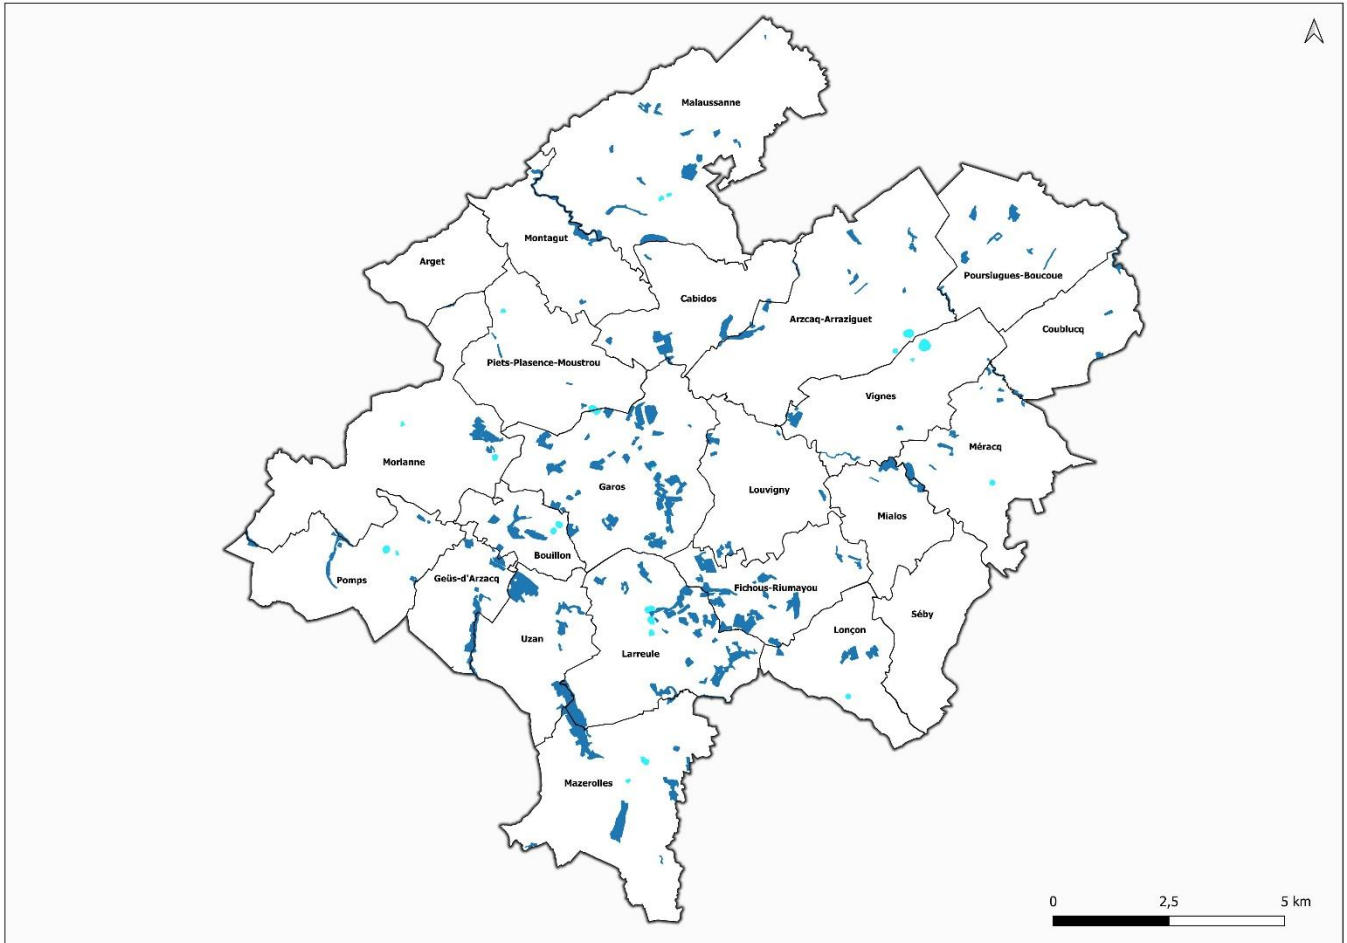 Malaussanne
Montagut
Arget
Poursiugues-Boucoue
Cabidos
Arzcaq-Arraziguet
Coublucq
Piets-Plasence-Moustrou
Vignes
Méracq
Morlanne
Garos
Louvigny
Mialos
Bouillon
Pomps
Geüs-d'Arzacq
Fichous-Riumayou
Séby
Lonçon
Uzan
Larreule
Mazerolles
0 2,5 5 km